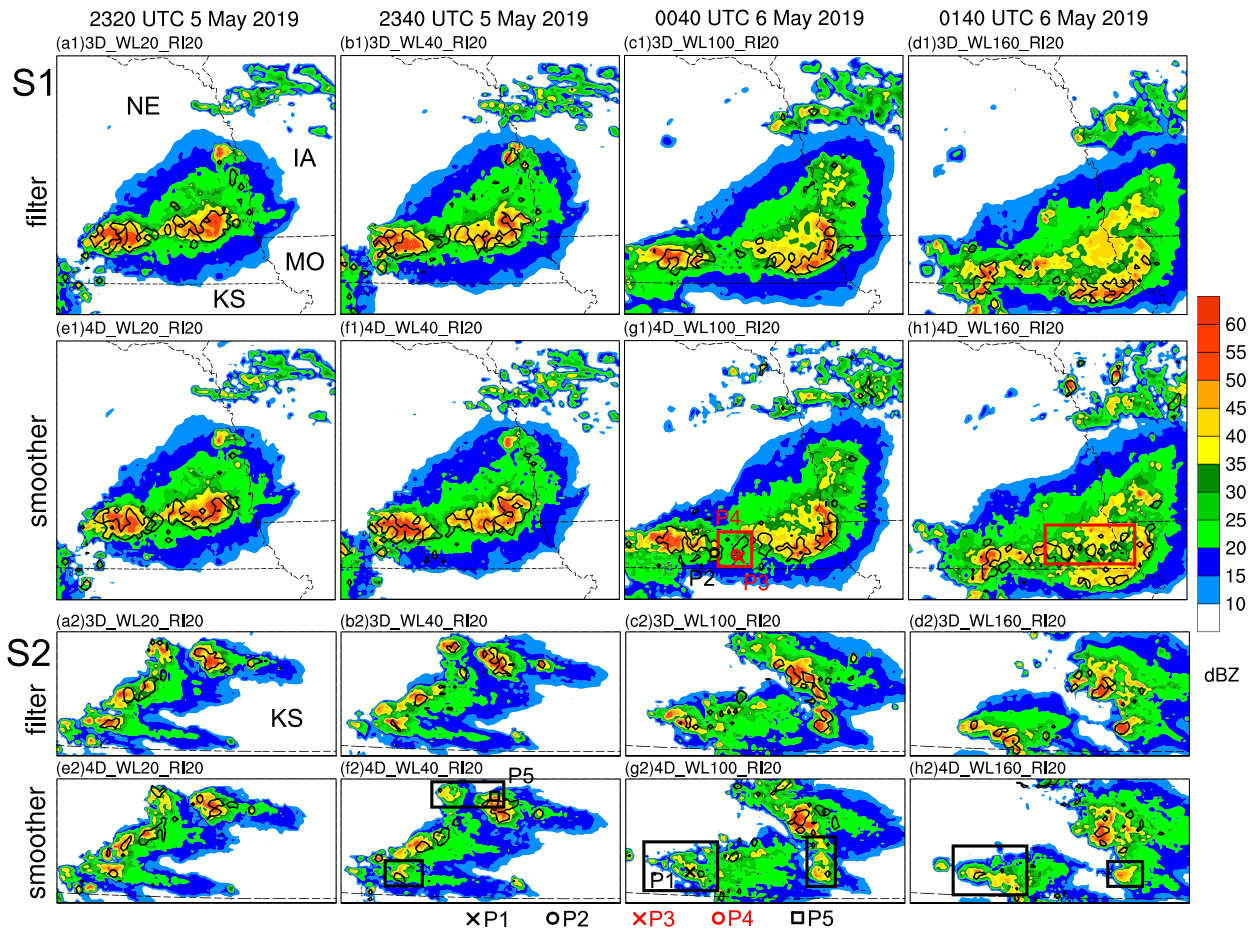 2320 UTC 5 May 2019
2340 UTC 5 May 2019
0040 UTC 6 May 2019
0140 UTC 6 May 2019
(a1)3D_WL20_RI20
(b1)3D_WL40_RI20
(c1)3D_WL100_RI20
(d1)3D_WL160_RI20
S1
filter
NE
IA
MO
KS
(e1)4D_WL20_RI20
(f1)4D_WL40_RI20
(g1)4D_WL100_RI20
(h1)4D_WL160_RI20
smoother
P4
P2
P3
60
55
50
45
40
35
30
25
20
15
10
dBZ
(a2)3D_WL20_RI20
(b2)3D_WL40_RI20
(c2)3D_WL100_RI20
(d2)3D_WL160_RI20
S2
filter
KS
(e2)4D_WL20_RI20
(f2)4D_WL40_RI20
(g2)4D_WL100_RI20
(h2)4D_WL160_RI20
smoother
P5
P1
P1
P2
P3
P4
P5